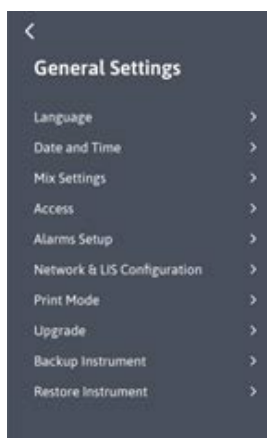 General Settings
Language
Date and Time
Mix Settings
Access
Alarms Setup
Network & LIS Configuration
Print Mode
Upgrade
Backup Instrument
Restore Instrument